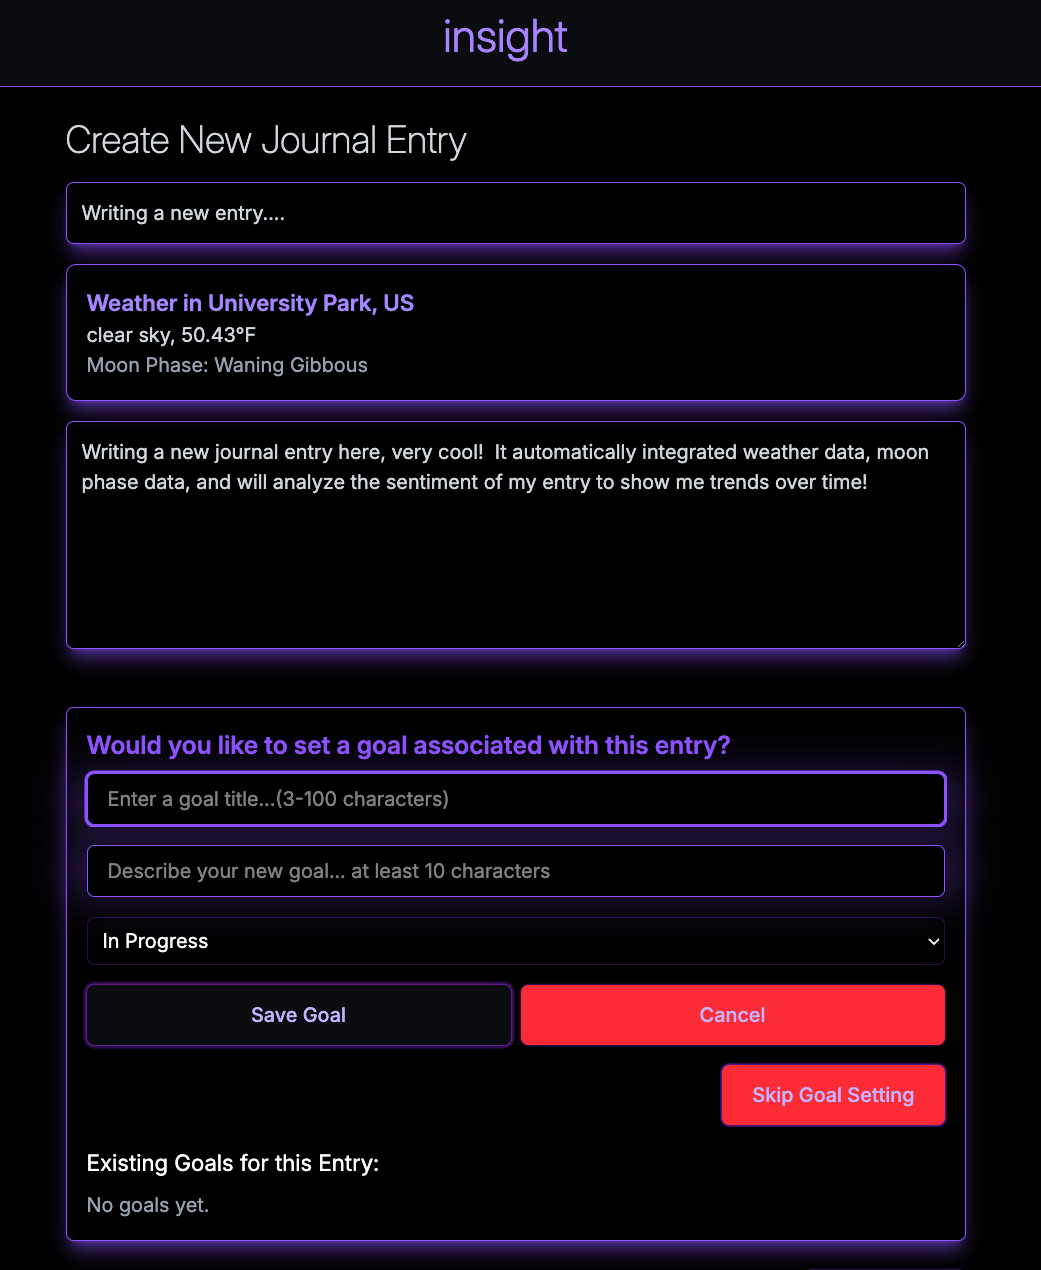 insight
Create New Journal Entry
Writing a new entry....
Weather in University Park, US
clear sky, 50.43°F
Moon Phase: Waning Gibbous
Writing a new journal entry here, very cool!  It automatically integrated weather data, moon
phase data, and will analyze the sentiment of my entry to show me trends over time!
Would you like to set a goal associated with this entry?
Enter a goal title...(3-100 characters)
Describe your new goal... at least 10 characters
In Progress
Save Goal
Cancel
Skip Goal Setting
Existing Goals for this Entry:
No goals yet.